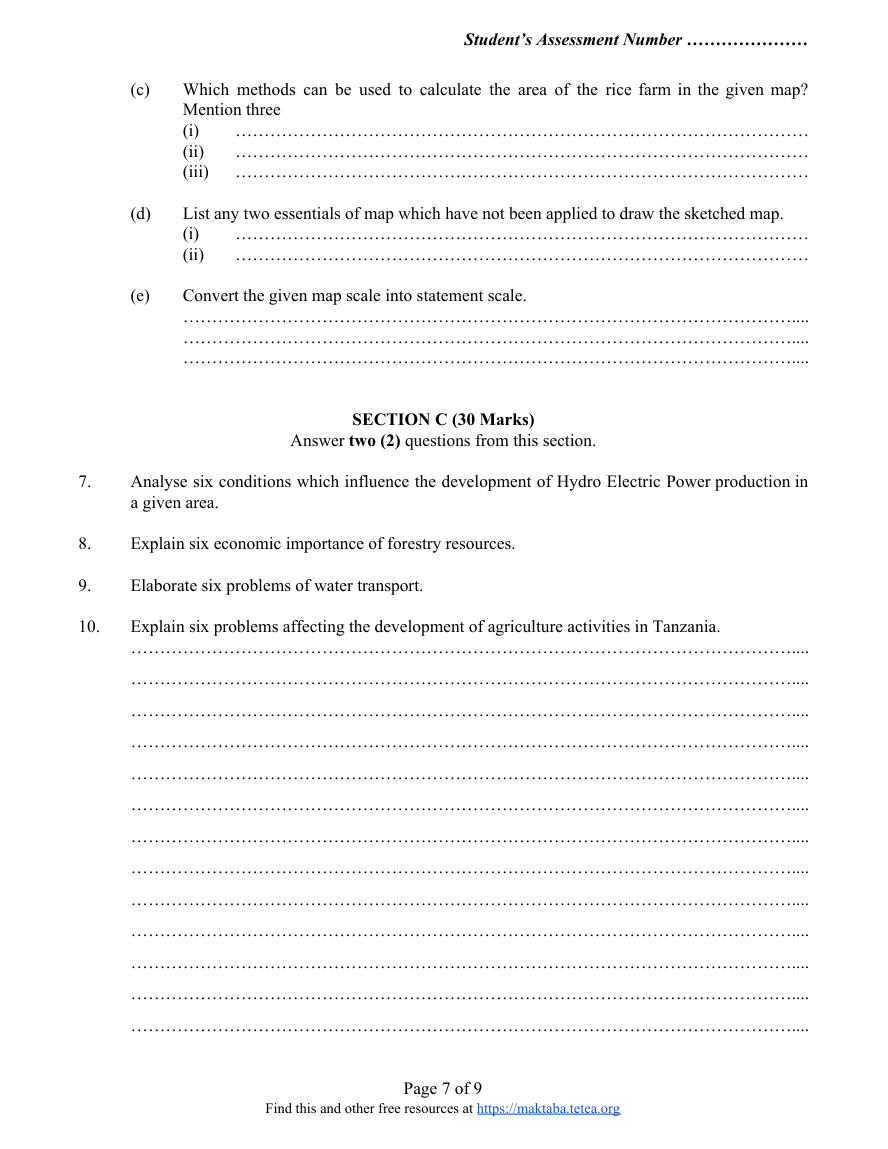 Student's Assessment Number …………………
(c) Which methods can be used to calculate the area of the rice farm in the given map?
Mention three
(i) ………………………………………………………………………………………
(ii) ………………………………………………………………………………………
(iii) ………………………………………………………………………………………
(d) List any two essentials of map which have not been applied to draw the sketched map.
(i) ………………………………………………………………………………………
(ii) ………………………………………………………………………………………
(e) Convert the given map scale into statement scale.
……………………………………………………………………………………………....
……………………………………………………………………………………………....
……………………………………………………………………………………………....
SECTION C (30 Marks)
Answer two (2) questions from this section.
7. Analyse six conditions which influence the development of Hydro Electric Power production in
a given area.
8. Explain six economic importance of forestry resources.
9. Elaborate six problems of water transport.
10. Explain six problems affecting the development of agriculture activities in Tanzania.
……………………………………………………………………………………………………....
……………………………………………………………………………………………………....
……………………………………………………………………………………………………....
……………………………………………………………………………………………………....
……………………………………………………………………………………………………....
……………………………………………………………………………………………………....
……………………………………………………………………………………………………....
……………………………………………………………………………………………………....
……………………………………………………………………………………………………....
……………………………………………………………………………………………………....
……………………………………………………………………………………………………....
……………………………………………………………………………………………………....
……………………………………………………………………………………………………....
Page 7 of 9
Find this and other free resources at https://maktaba.tetea.org